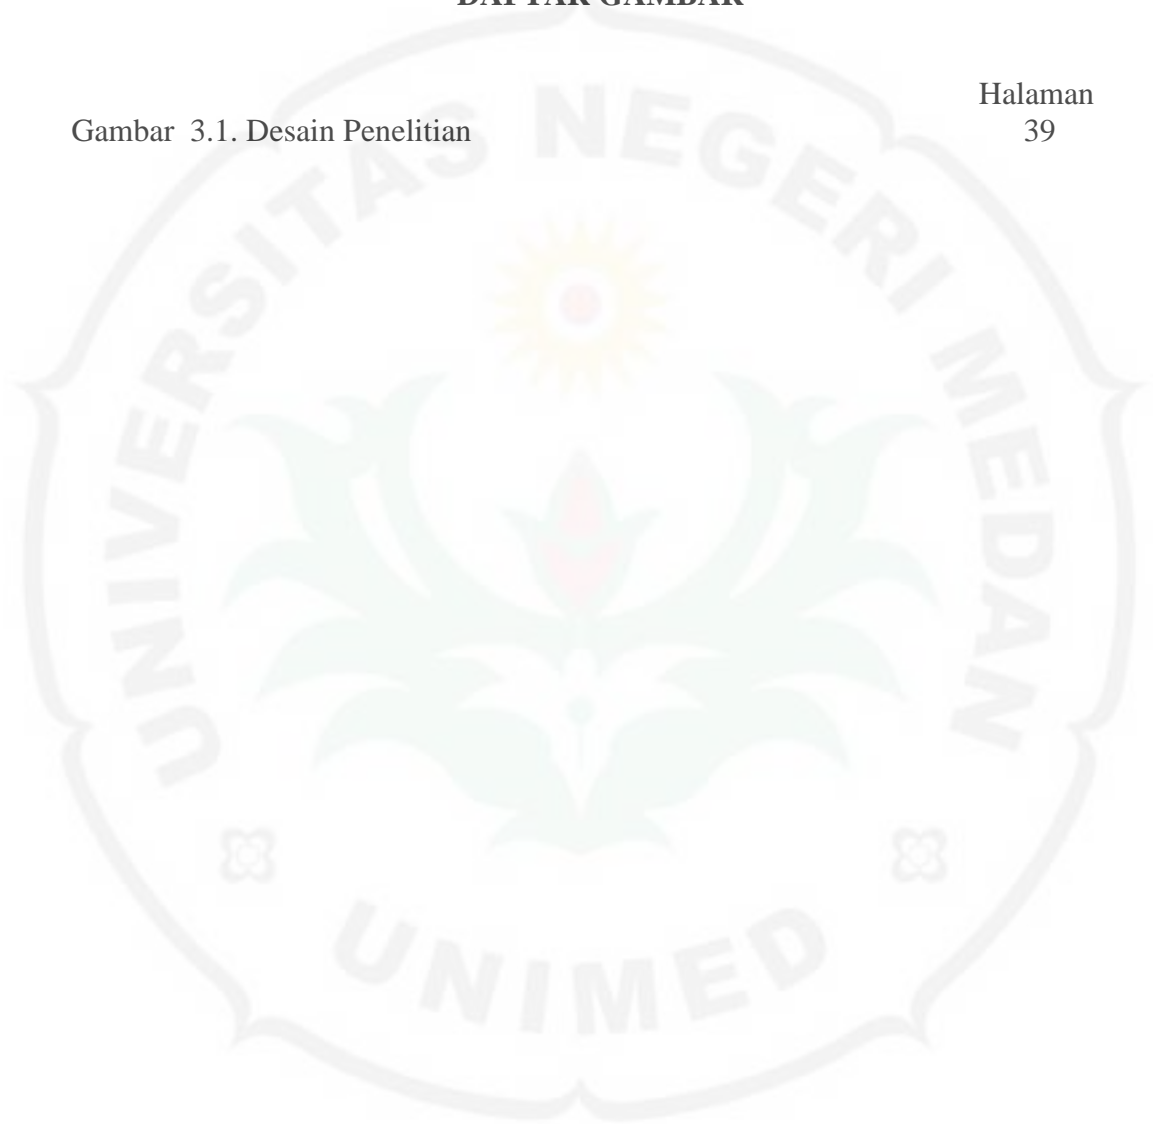 DAFTAR GAMBAR
Halaman
Gambar 3.1. Desain Penelitian 39
UNIVERSITAS NEGERI MEDAN
UNIMED